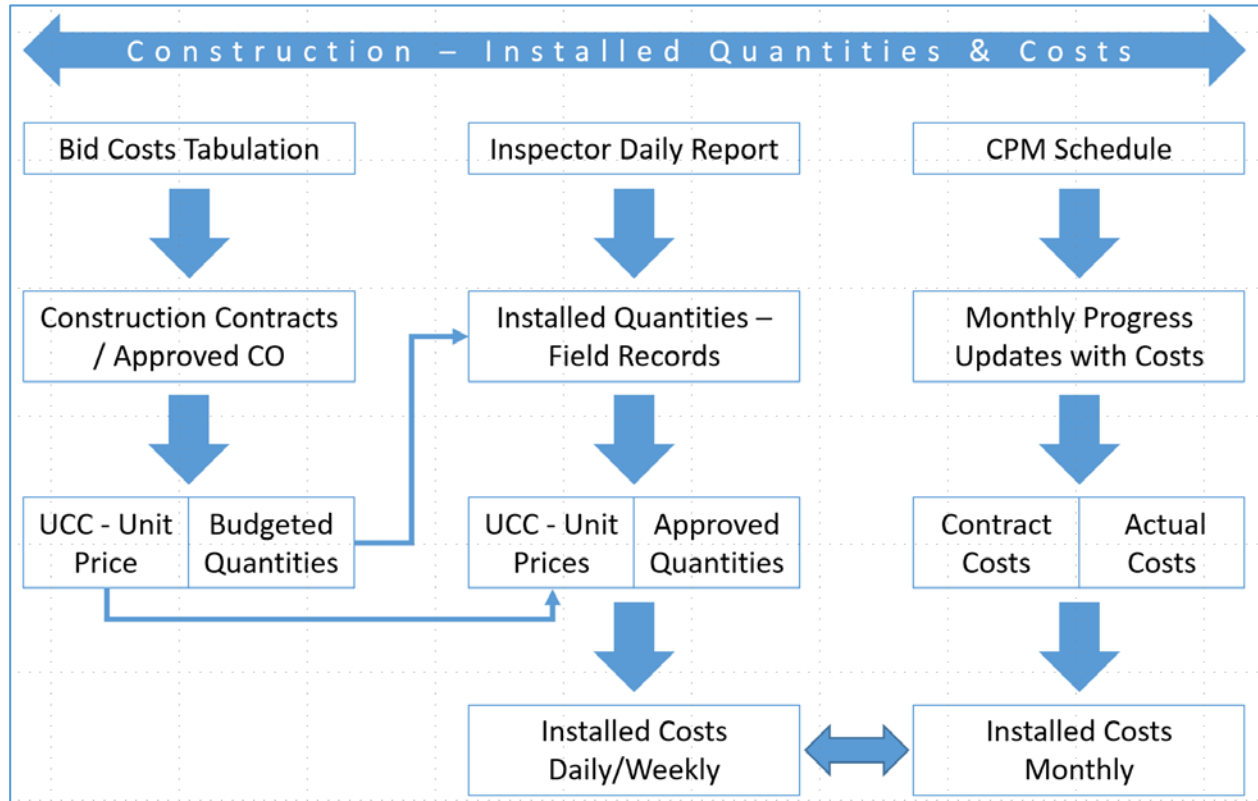 Construction – Installed Quantities & Costs
Bid Costs Tabulation
Inspector Daily Report
CPM Schedule
Construction Contracts
/ Approved CO
Installed Quantities –
Field Records
Monthly Progress
Updates with Costs
UCC - Unit
Price
Budgeted
Quantities
UCC - Unit
Prices
Approved
Quantities
Contract
Costs
Actual
Costs
Installed Costs
Daily/Weekly
Installed Costs
Monthly